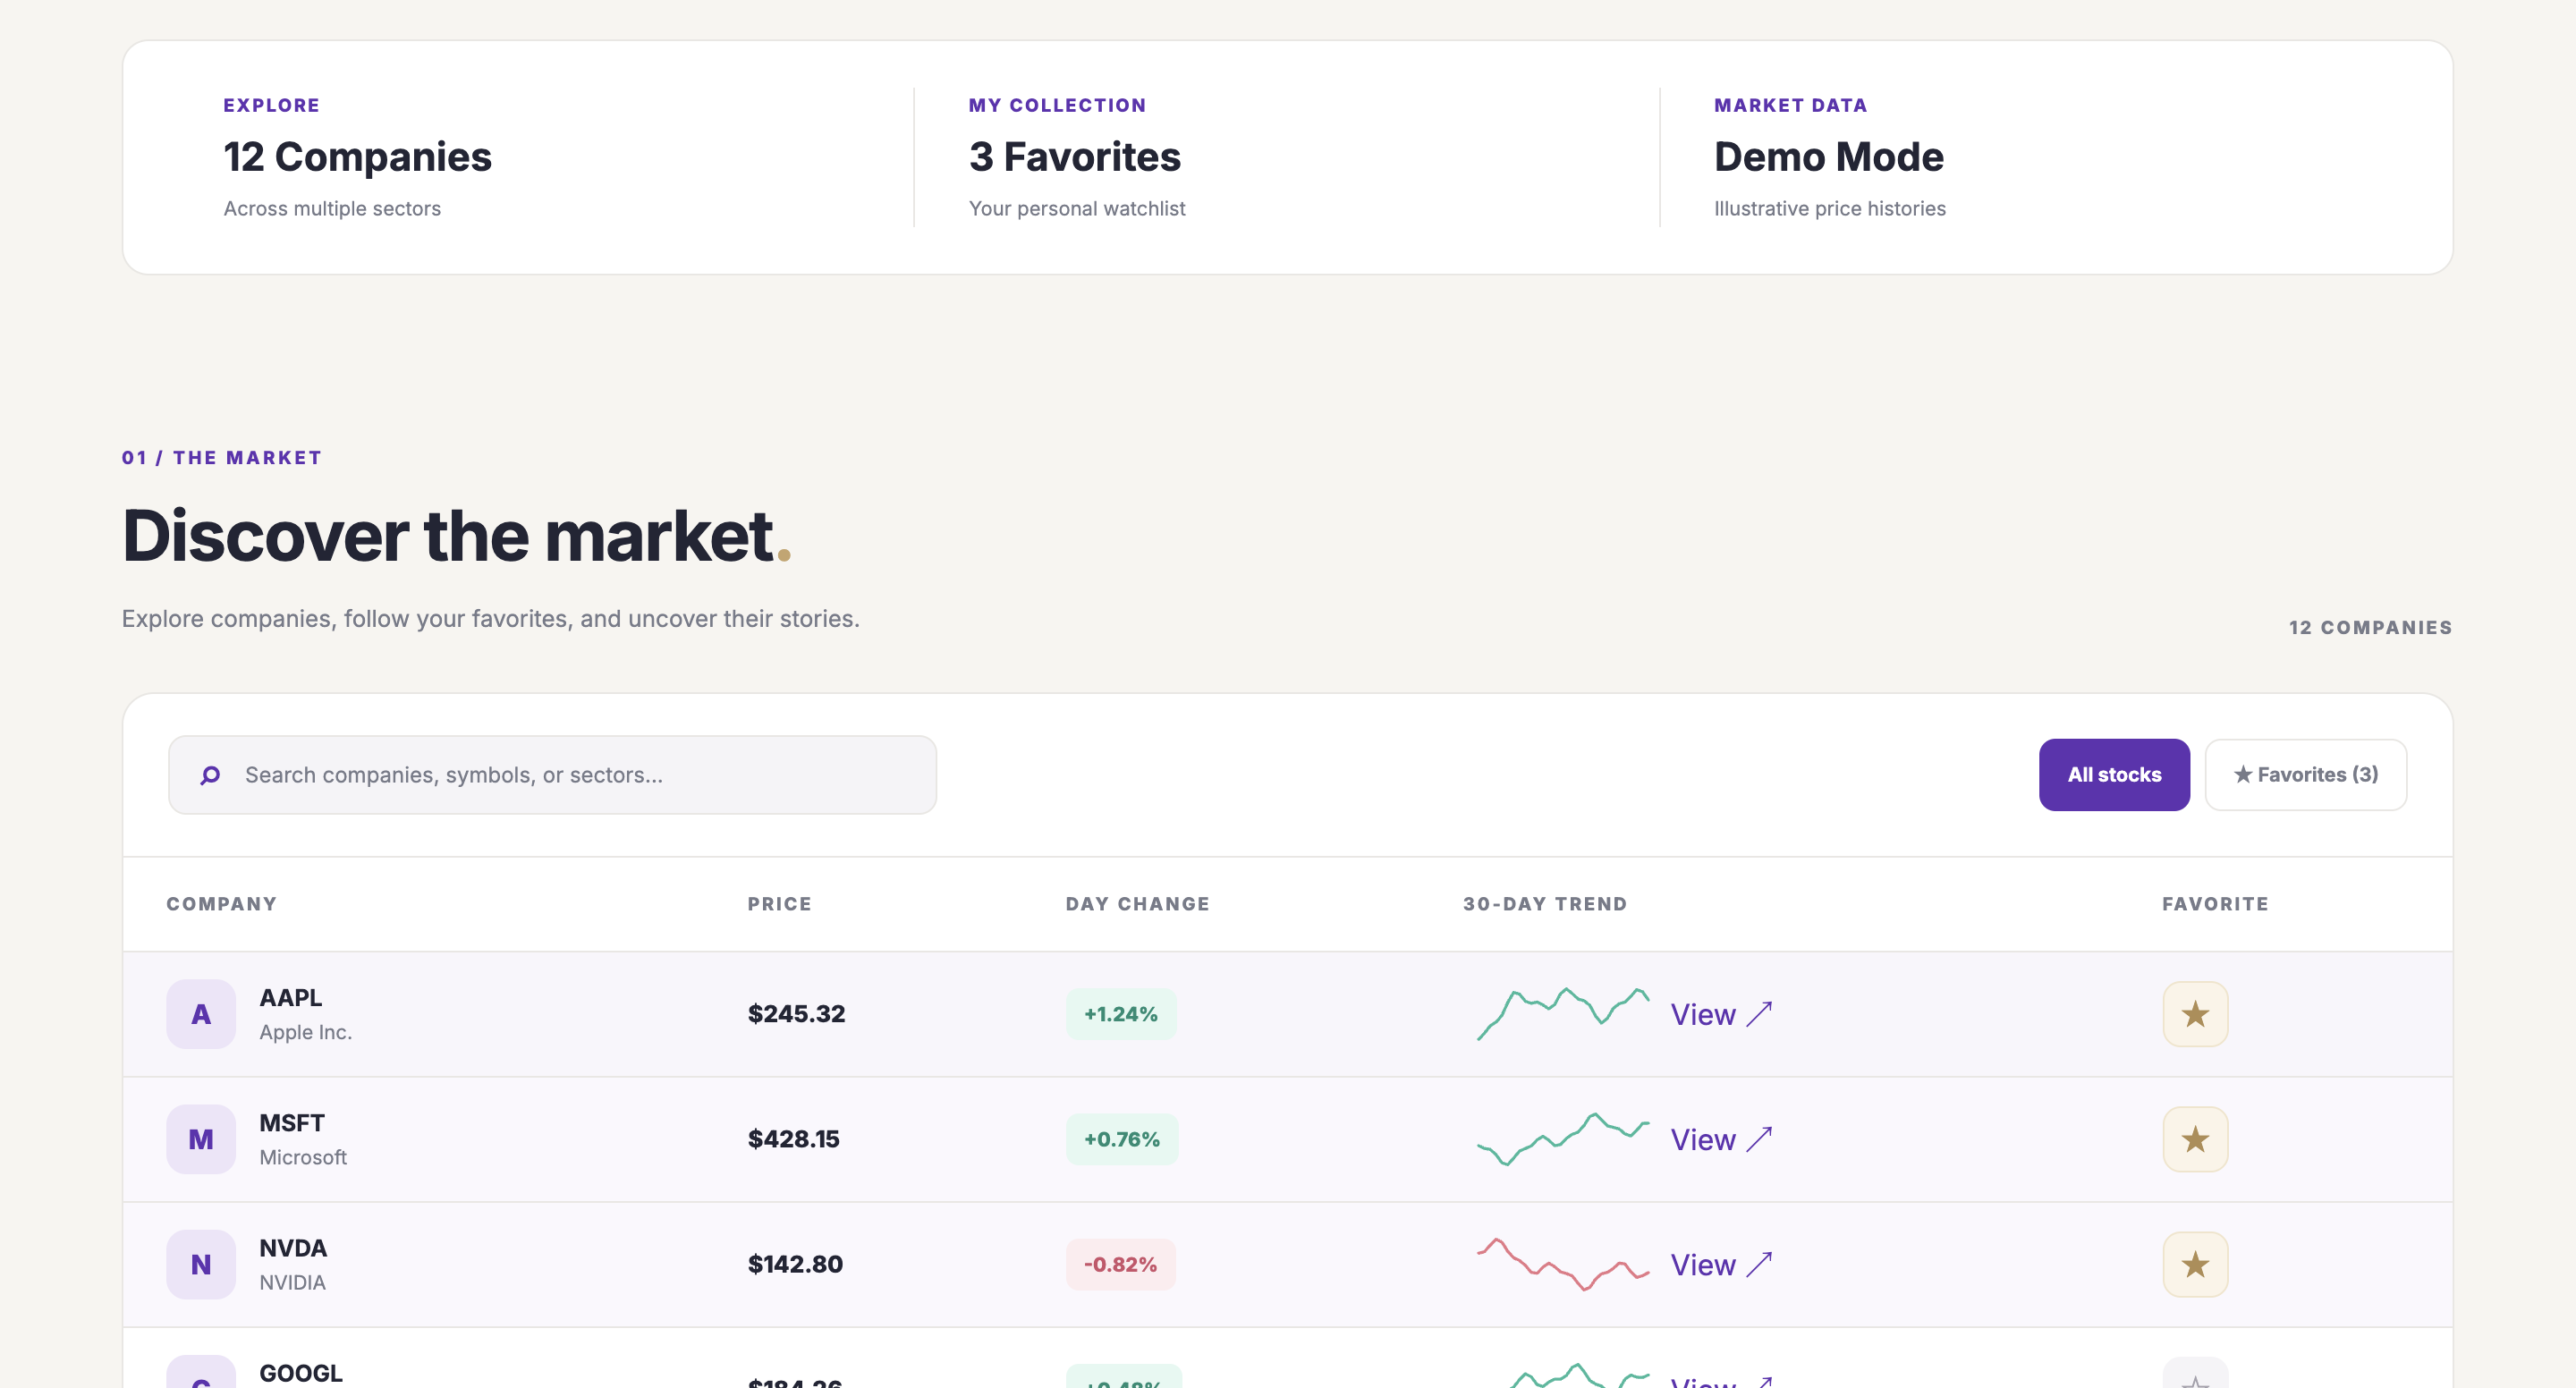 EXPLORE
12 Companies
Across multiple sectors
MY COLLECTION
3 Favorites
Your personal watchlist
MARKET DATA
Demo Mode
Illustrative price histories
01 / THE MARKET
Discover the market.
Explore companies, follow your favorites, and uncover their stories.
12 COMPANIES
Search companies, symbols, or sectors...
All stocks
★ Favorites (3)
COMPANY PRICE DAY CHANGE 30-DAY TREND FAVORITE
A
AAPL
Apple Inc.
$245.32
+1.24%
View ↗
★
M
MSFT
Microsoft
$428.15
+0.76%
View ↗
★
N
NVDA
NVIDIA
$142.80
-0.82%
View ↗
★
GOOGL
View ↗